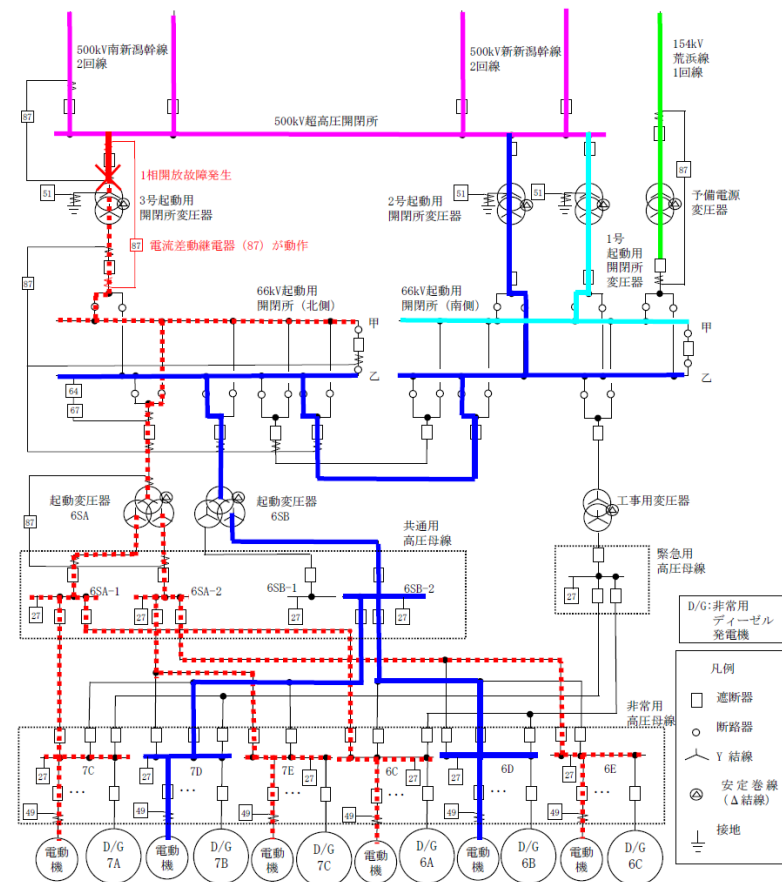 500kV南新潟幹線
2回線
500kV新新潟幹線
2回線
154kV
荒浜線
1回線
87
500kV超高圧開閉所
87
1相開放故障発生
51
3号起動用
開閉所変圧器
51
2号起動用
開閉所変圧器
51
予備電源
変圧器
87
電流差動継電器(87)が動作
1号
起動用
開閉所
変圧器
87
66kV起動用
開閉所(北側)
66kV起動用
開閉所(南側)
甲
甲
乙
乙
64
67
起動変圧器
6SA
起動変圧器
6SB
工事用変圧器
87
共通用
高圧母線
緊急用
高圧母線
6SA-1
6SA-2
6SB-1
6SB-2
27
27
27
27
27
D/G:非常用
ディーゼル
発電機
非常用
高圧母線
7C
7D
7E
6C
6D
6E
27
27
27
27
27
27
…
…
…
…
…
…
49
49
49
49
49
49
電動
機
D/G
7A
電動
機
D/G
7B
電動
機
D/G
7C
電動
機
D/G
6A
電動
機
D/G
6B
電動
機
D/G
6C
凡例
遮断器
断路器
Y 結線
安定巻線
(Δ結線)
接地